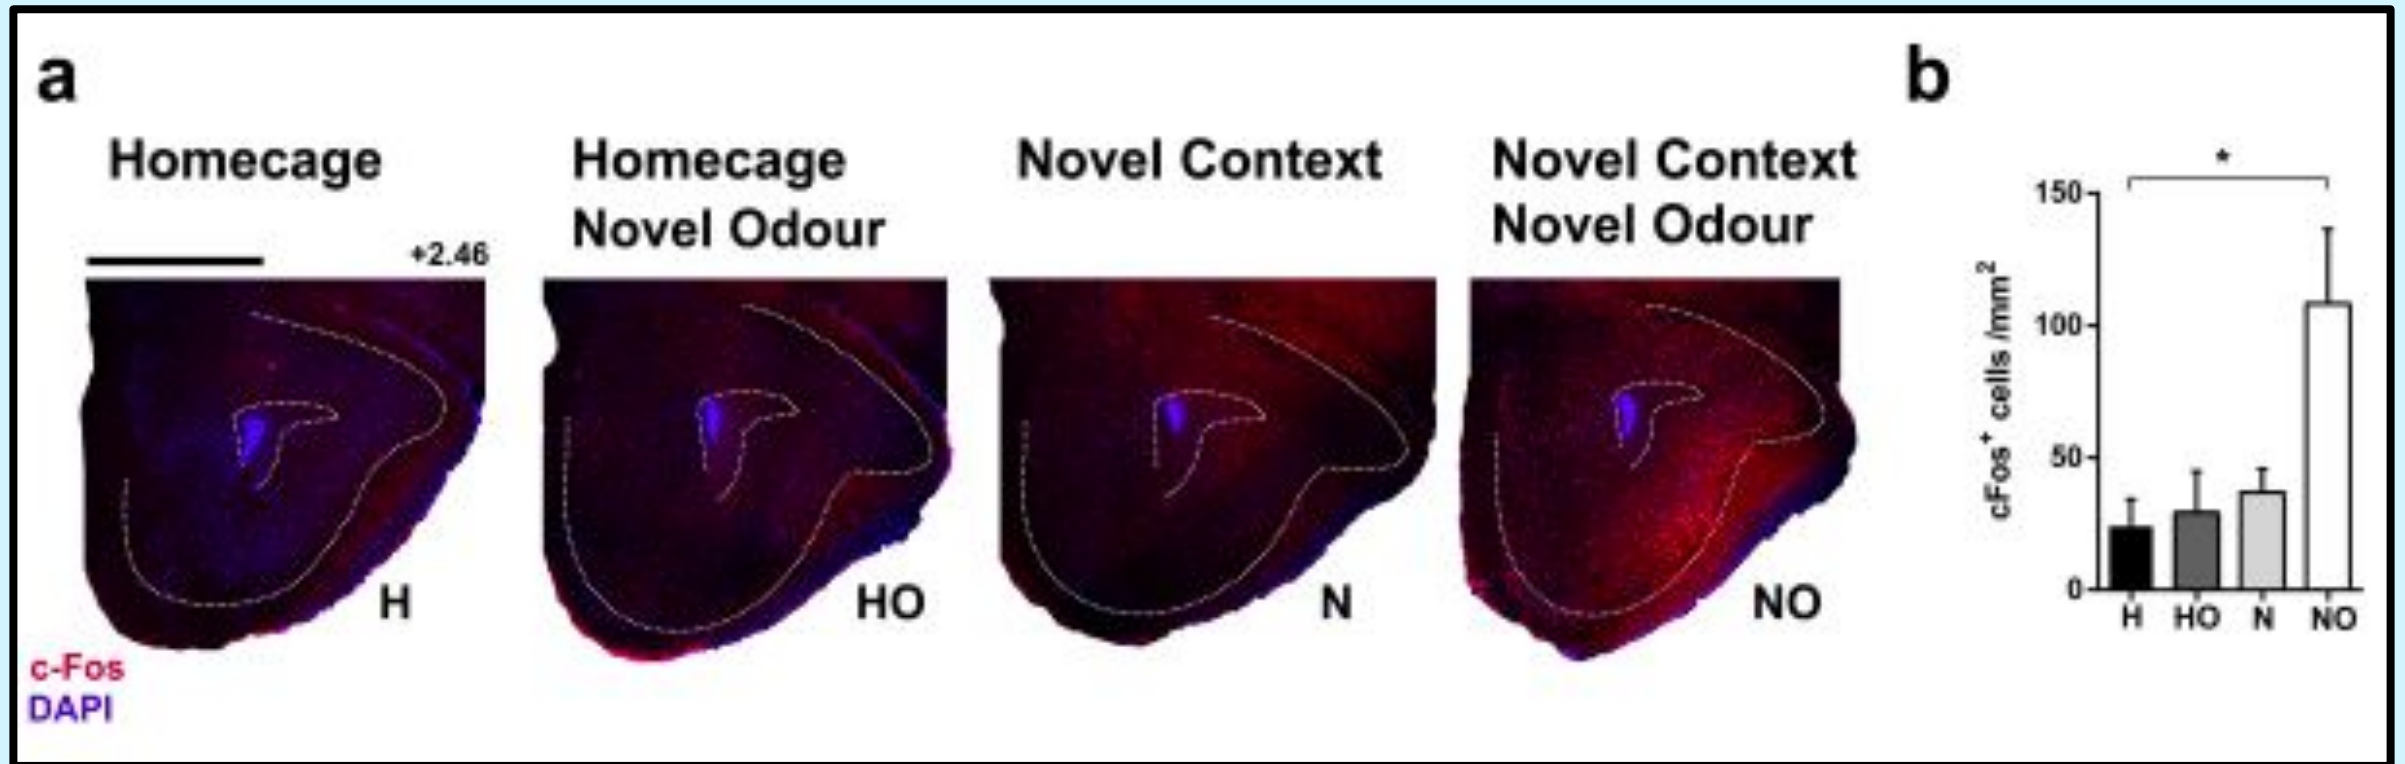 a
Homecage
Homecage
Novel Odour
Novel Context
Novel Context
Novel Odour
+2.46
H
HO
N
NO
c-Fos
DAPI
b
*
150
100
50
0
cFos⁺ cells /mm²
H HO N NO